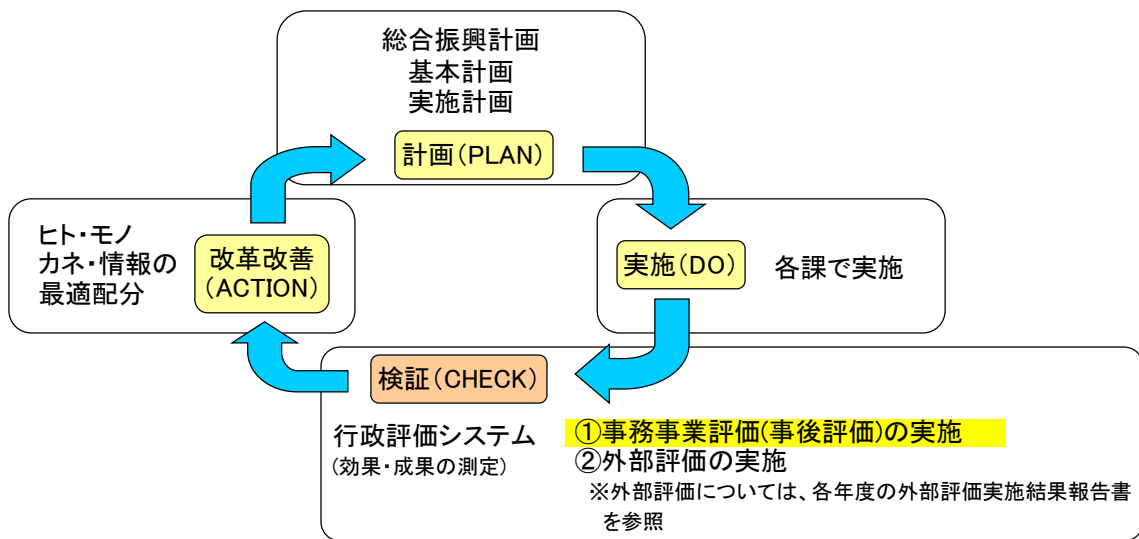 総合振興計画
基本計画
実施計画
計画(PLAN)
ヒト・モノ
カネ・情報の
最適配分
改革改善
(ACTION)
実施(DO)
各課で実施
検証(CHECK)
行政評価システム
(効果・成果の測定)
①事務事業評価(事後評価)の実施
②外部評価の実施
※外部評価については、各年度の外部評価実施結果報告書
を参照